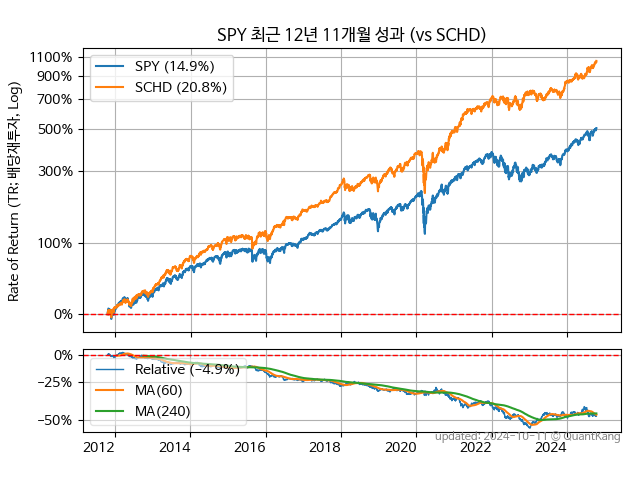 SPY 최근 12년 11개월 성과 (vs SCHD)
Rate of Return (TR; 배당재투자, Log)
1100%
900%
700%
500%
300%
100%
0%
SPY (14.9%)
SCHD (20.8%)
0%
−25%
−50%
Relative (−4.9%)
MA(60)
MA(240)
2012 2014 2016 2018 2020 2022 2024
updated: 2024-10-11 © QuantKang